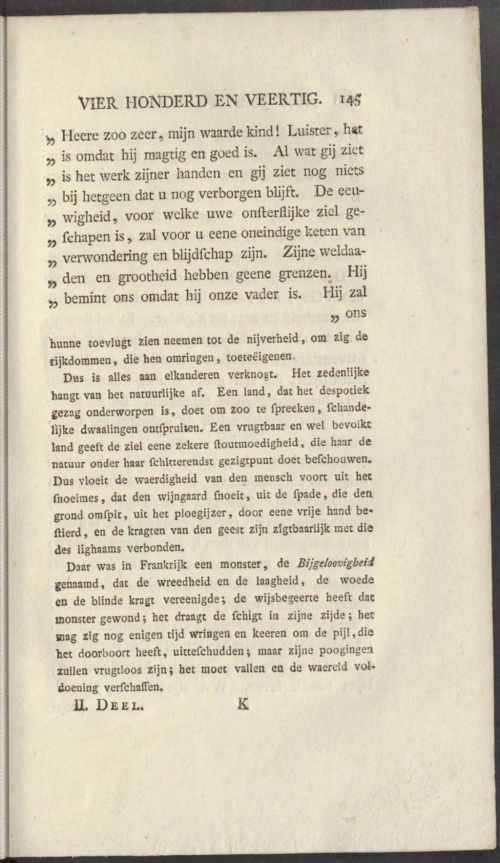 VIER HONDERD EN VEERTIG. 145
„ Heere zoo zeer, mijn waarde kind! Luister, het
„ is omdat hij magtig en goed is. Al wat gij ziet
„ is het werk zijner handen en gij ziet nog niets
„ bij hetgeen dat u nog verborgen blijft. De eeu-
„ wigheid, voor welke uwe onſterflijke ziel ge-
„ ſchapen is, zal voor u eene oneindige keten van
„ verwondering en blijdſchap zijn. Zijne weldaa-
„ den en grootheid hebben geene grenzen. Hij
„ bemint ons omdat hij onze vader is. Hij zal
„ ons
hunne toevlugt zien neemen tot de nijverheid, om zig de
rijkdommen, die hen omringen, toeteëigenen.
Dus is alles aan elkanderen verknogt. Het zedenlijke
hangt van het natuurlijke af. Een land, dat het despotiek
gezag onderworpen is, doet om zoo te ſpreeken, ſchande-
lijke dwaalingen ontſpruiten. Een vrugtbaar en wel bevolkt
land geeft de ziel eene zekere ſtoutmoedigheid, die haar de
natuur onder haar ſchitterendst gezigtpunt doet beſchouwen.
Dus vloeit de waerdigheid van den mensch voort uit het
ſnoeimes, dat den wijngaard ſnoeit, uit de ſpade, die den
grond omſpit, uit het ploegijzer, door eene vrije hand be-
ſtierd, en de kragten van den geest zijn zigtbaarlijk met die
des lighaams verbonden.
Daar was in Frankrijk een monster, de Bijgeloovigheid
genaamd, dat de wreedheid en de laagheid, de woede
en de blinde kragt vereenigde; de wijsbegeerte heeft dat
monster gewond; het draagt de ſchigt in zijne zijde; het
mag zig nog enigen tijd wringen en keeren om de pijl, die
het doorboort heeft, uitteſchudden; maar zijne poogingen
zullen vrugtloos zijn; het moet vallen en de waereld vol-
doening verſchaffen.
II. DEEL. K